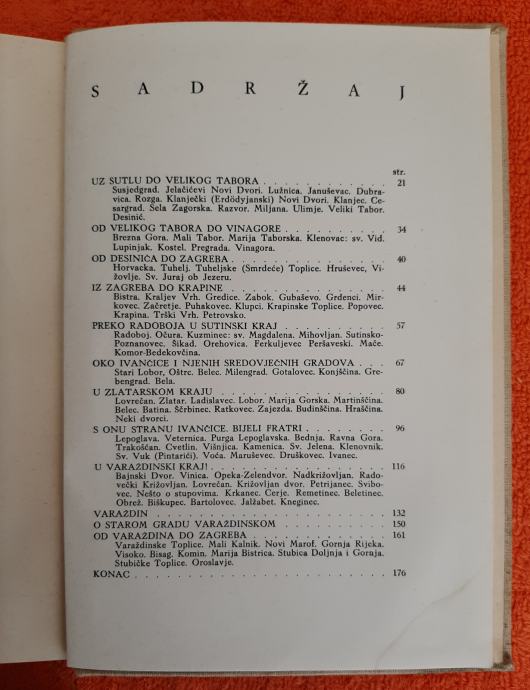 SADRŽAJ
str.
UZ SUTLU DO VELIKOG TABORA . . . . . . . . . . . . 21
Susjedgrad. Jelačićevi Novi Dvori. Lužnica. Januševac. Dubra-
vica. Rozga. Klanječki (Erdödyjanski) Novi Dvori. Klanjec. Ce-
sargrad. Sela Zagorska. Razvor. Miljana. Ulimje. Veliki Tabor.
Desinić.
OD VELIKOG TABORA DO VINAGORE . . . . . . . . . . 34
Brezna Gora. Mali Tabor. Marija Taborska. Klenovac: sv. Vid.
Lupinjak. Kostel. Pregrada. Vinagora.
OD DESINIĆA DO ZAGREBA . . . . . . . . . . . . . . 40
Horvacka. Tuhelj. Tuheljske (Smrdeće) Toplice. Hruševec, Vi-
žovlje. Sv. Juraj ob Jezeru.
IZ ZAGREBA DO KRAPINE . . . . . . . . . . . . . . . 44
Bistra. Kraljev Vrh. Gredice. Zabok. Gubaševo. Grdenci. Mir-
kovec. Začretje. Puhakovec. Klupci. Krapinske Toplice. Popovec.
Krapina. Trški Vrh. Petrovsko.
PREKO RADOBOJA U SUTINSKI KRAJ . . . . . . . . . . 57
Radoboj. Očura. Kuzminec: sv. Magdalena. Mihovljan. Sutinsko-
Poznanovec. Šikad. Orehovica. Ferkuljevec Peršaveski. Mače.
Komor-Bedekovčina.
OKO IVANČICE I NJENIH SREDOVJEČNIH GRADOVA . . . 67
Stari Lobor, Oštrc. Belec. Milengrad. Gotalovec. Konjščina. Gre-
bengrad. Bela.
U ZLATARSKOM KRAJU . . . . . . . . . . . . . . . . 80
Lovrečan. Zlatar. Ladislavec. Lobor. Marija Gorska. Martinščina.
Belec. Batina. Ščrbinec. Ratkovec. Zajezda. Budinščina. Hraščina.
Neki dvorci.
S ONU STRANU IVANČICE. BIJELI FRATRI . . . . . . . . 96
Lepoglava. Veternica. Purga Lepoglavska. Bednja. Ravna Gora.
Trakošćan. Cvetlin. Višnjica. Kamenica. Sv. Jelena. Klenovnik.
Sv. Vuk (Pintarići). Voća. Maruševec. Druškovec. Ivanec.
U VARAŽDINSKI KRAJ! . . . . . . . . . . . . . . . . 116
Bajnski Dvor. Vinica. Opeka-Zelendvor. Nadkrižovljan. Rado-
večki Križovljan. Lovrečan. Križovljan dvor. Petrijanec. Svibo-
vec. Nešto o stupovima. Krkanec. Cerje. Remetinec. Beletinec.
Obrež. Biškupec. Bartolovec. Jalžabet. Kneginec.
VARAŽDIN . . . . . . . . . . . . . . . . . . . . . . 132
O STAROM GRADU VARAŽDINSKOM . . . . . . . . . . . 150
OD VARAŽDINA DO ZAGREBA . . . . . . . . . . . . . 161
Varaždinske Toplice. Mali Kalnik. Novi Marof. Gornja Rijeka.
Visoko. Bisag. Komin. Marija Bistrica. Stubica Doljnja i Goraja.
Stubičke Toplice. Oroslavje.
KONAC . . . . . . . . . . . . . . . . . . . . . . . 176